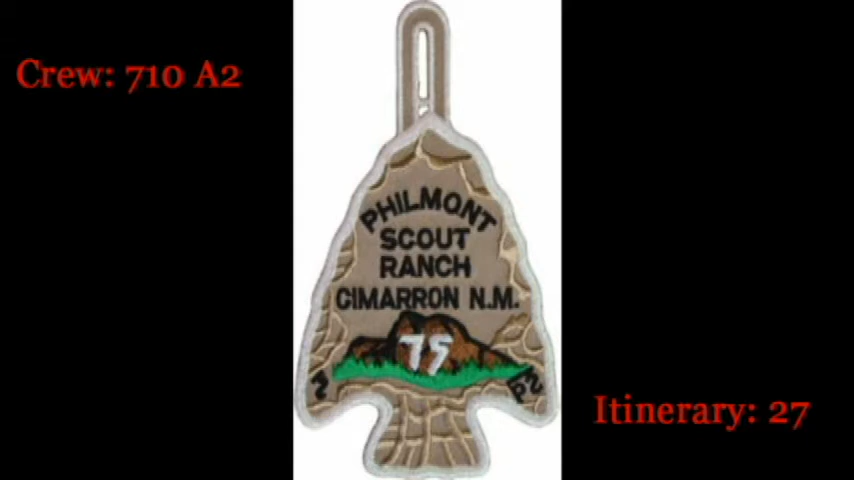 Crew: 710 A2
PHILMONT
SCOUT
RANCH
CIMARRON N.M.
75
Itinerary: 27